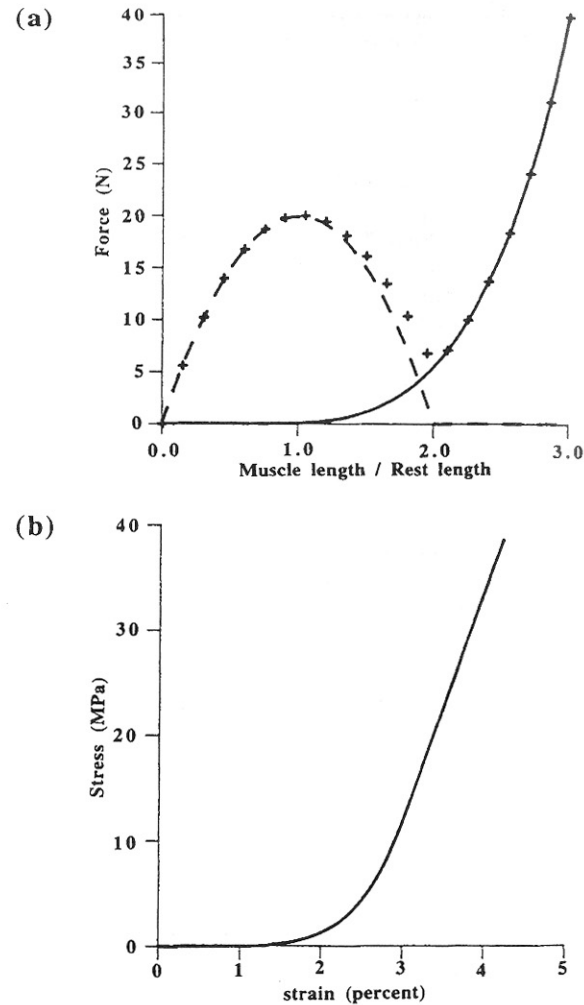 (a)
40
35
30
25
20
15
10
5
0
Force (N)
0.0 1.0 2.0 3.0
Muscle length / Rest length
(b)
40
30
20
10
0
Stress (MPa)
0 1 2 3 4 5
strain (percent)